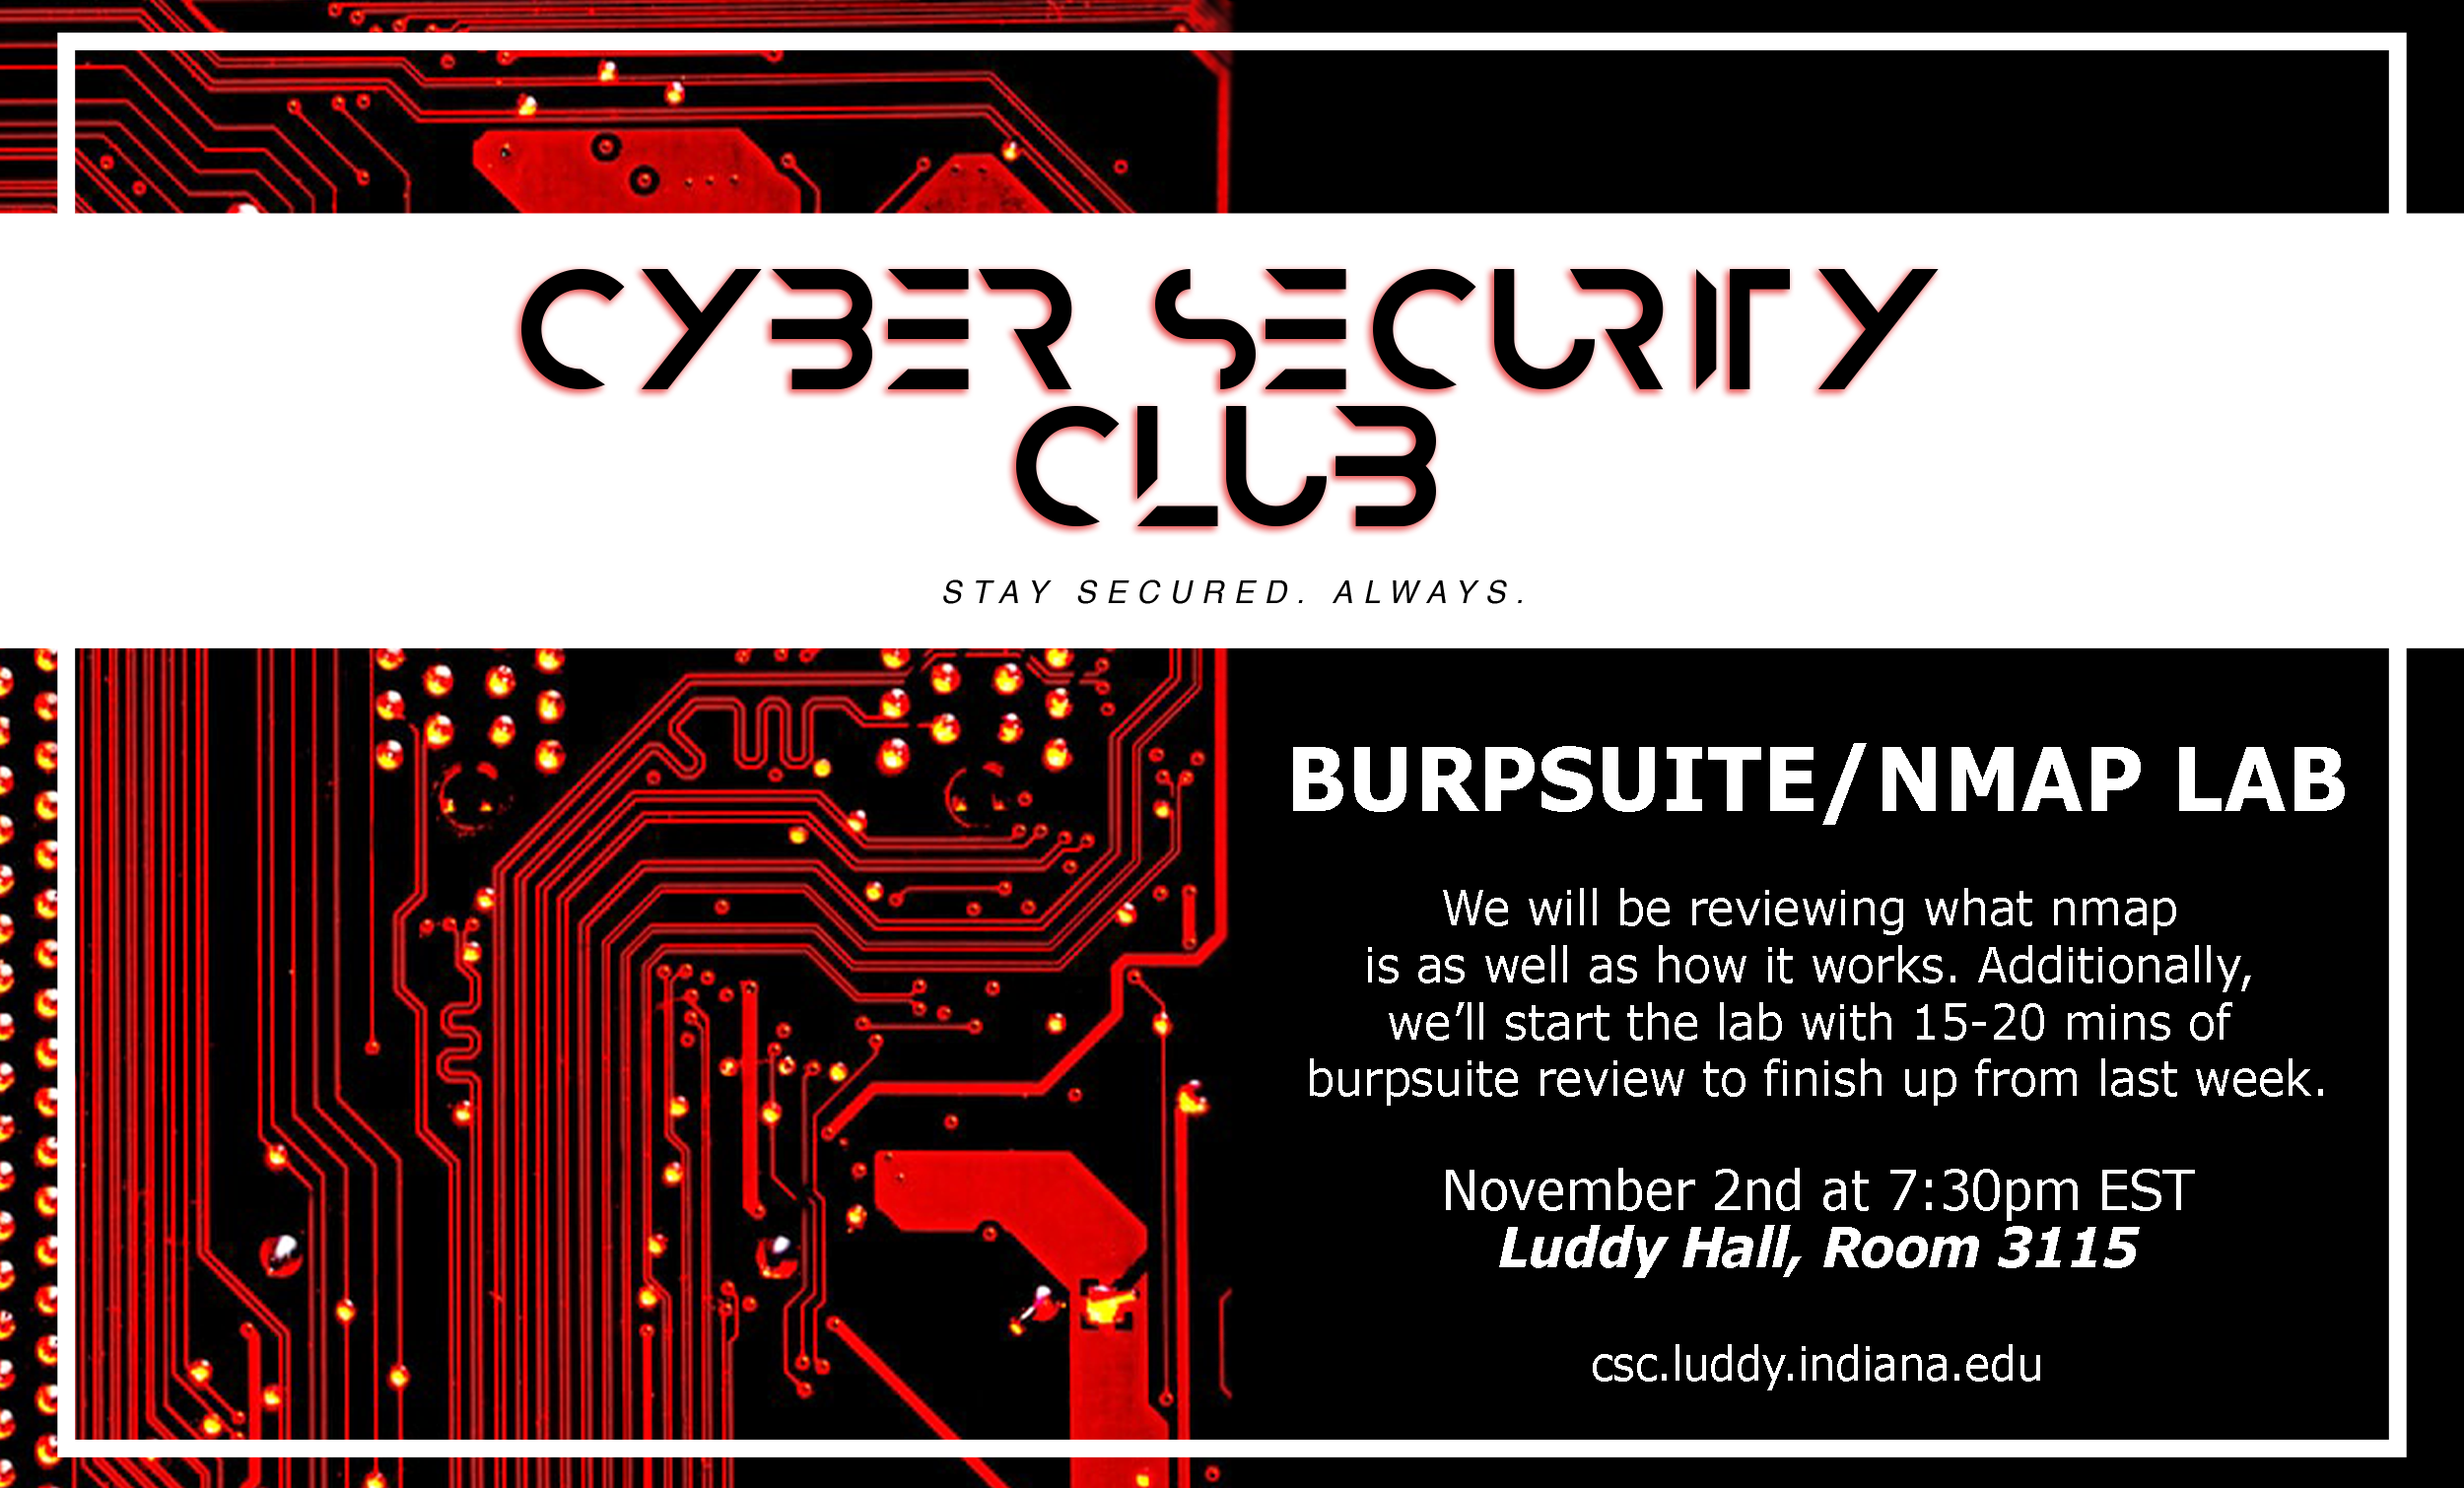 CYBER SECURITY
CLUB
STAY SECURED. ALWAYS.
BURPSUITE/NMAP LAB
We will be reviewing what nmap
is as well as how it works. Additionally,
we’ll start the lab with 15-20 mins of
burpsuite review to finish up from last week.
November 2nd at 7:30pm EST
Luddy Hall, Room 3115
csc.luddy.indiana.edu